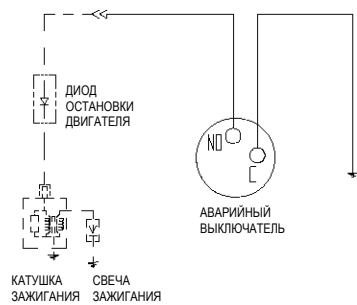 ДИОД
ОСТАНОВКИ
ДВИГАТЕЛЯ
NO
C
АВАРИЙНЫЙ
ВЫКЛЮЧАТЕЛЬ
КАТУШКА
ЗАЖИГАНИЯ
СВЕЧА
ЗАЖИГАНИЯ